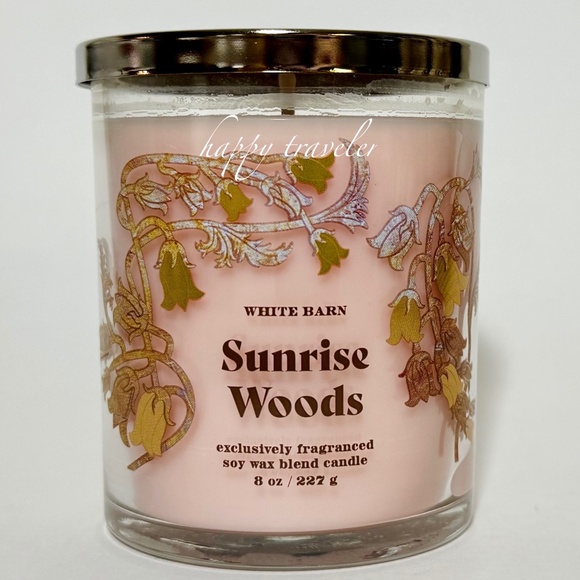 happy traveler
WHITE BARN
Sunrise
Woods
exclusively fragranced
soy wax blend candle
8 oz / 227 g